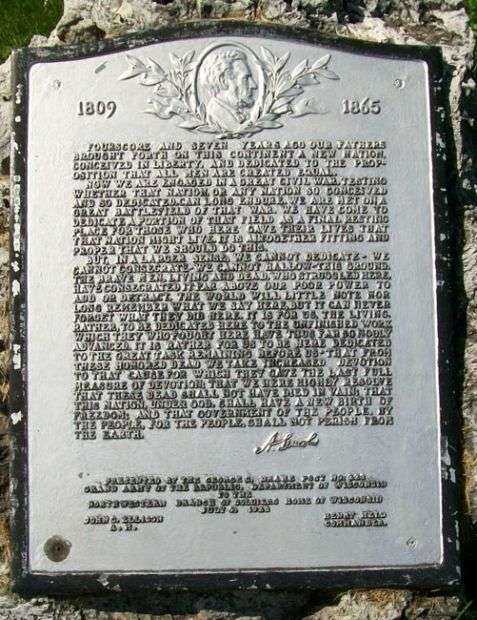 1809 1865
FOURSCORE AND SEVEN YEARS AGO OUR FATHERS
BROUGHT FORTH ON THIS CONTINENT A NEW NATION,
CONCEIVED IN LIBERTY, AND DEDICATED TO THE PROP-
OSITION THAT ALL MEN ARE CREATED EQUAL.
NOW WE ARE ENGAGED IN A GREAT CIVIL WAR, TESTING
WHETHER THAT NATION, OR ANY NATION SO CONCEIVED
AND SO DEDICATED, CAN LONG ENDURE. WE ARE MET ON A
GREAT BATTLEFIELD OF THAT WAR. WE HAVE COME TO
DEDICATE A PORTION OF THAT FIELD AS A FINAL RESTING
PLACE FOR THOSE WHO HERE GAVE THEIR LIVES THAT
THAT NATION MIGHT LIVE. IT IS ALTOGETHER FITTING AND
PROPER THAT WE SHOULD DO THIS.
BUT, IN A LARGER SENSE, WE CANNOT DEDICATE - WE
CANNOT CONSECRATE - WE CANNOT HALLOW - THIS GROUND.
THE BRAVE MEN, LIVING AND DEAD, WHO STRUGGLED HERE,
HAVE CONSECRATED IT FAR ABOVE OUR POOR POWER TO
ADD OR DETRACT. THE WORLD WILL LITTLE NOTE NOR
LONG REMEMBER WHAT WE SAY HERE, BUT IT CAN NEVER
FORGET WHAT THEY DID HERE. IT IS FOR US, THE LIVING,
RATHER, TO BE DEDICATED HERE TO THE UNFINISHED WORK
WHICH THEY WHO FOUGHT HERE HAVE THUS FAR SO NOBLY
ADVANCED. IT IS RATHER FOR US TO BE HERE DEDICATED
TO THE GREAT TASK REMAINING BEFORE US - THAT FROM
THESE HONORED DEAD WE TAKE INCREASED DEVOTION
TO THAT CAUSE FOR WHICH THEY GAVE THE LAST FULL
MEASURE OF DEVOTION; THAT WE HERE HIGHLY RESOLVE
THAT THESE DEAD SHALL NOT HAVE DIED IN VAIN; THAT
THIS NATION, UNDER GOD, SHALL HAVE A NEW BIRTH OF
FREEDOM; AND THAT GOVERNMENT OF THE PEOPLE, BY
THE PEOPLE, FOR THE PEOPLE, SHALL NOT PERISH FROM
THE EARTH.
A. Lincoln
PRESENTED BY THE GEORGE POST NO.
GRAND ARMY OF THE REPUBLIC, DEPARTMENT OF WISCONSIN
TO THE
NORTHWESTERN BRANCH OF SOLDIERS HOME OF WISCONSIN
JULY
JOHN C. ELLISON HENRY HELD
COMMANDER.